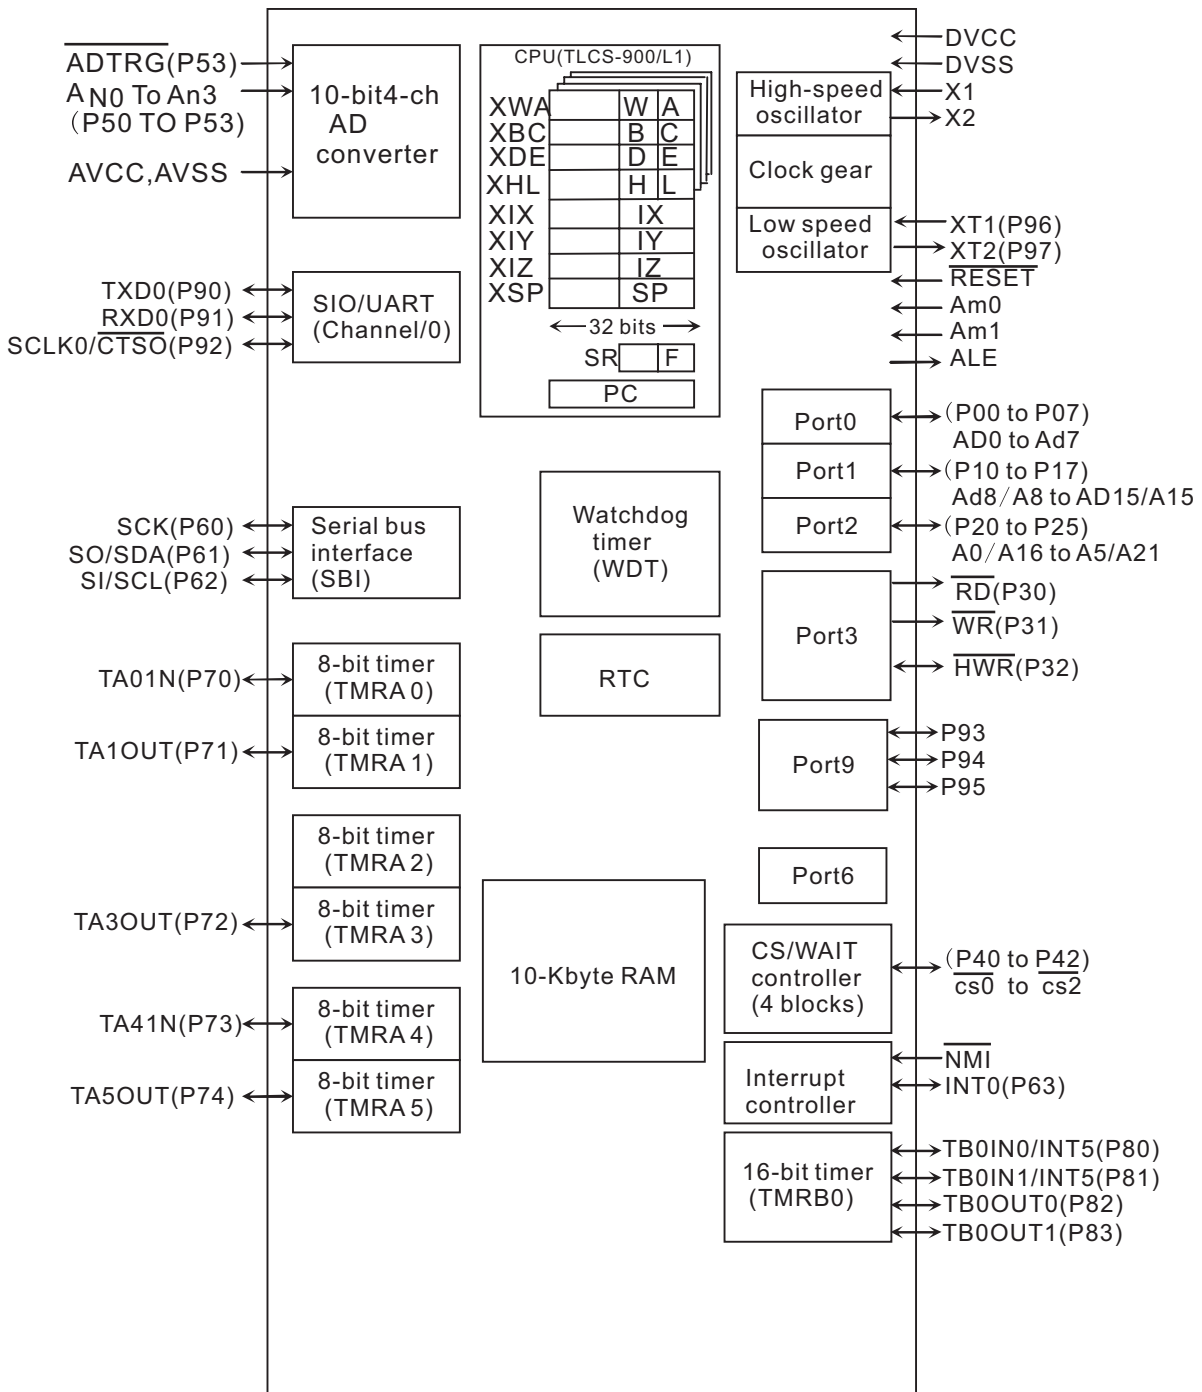 ADTRG(P53)
AN0 To An3
(P50 TO P53)
AVCC,AVSS
10-bit4-ch
AD
converter
TXD0(P90)
RXD0(P91)
SCLK0/CTSO(P92)
SIO/UART
(Channel/0)
SCK(P60)
SO/SDA(P61)
SI/SCL(P62)
Serial bus
interface
(SBI)
TA01N(P70)
8-bit timer
(TMRA 0)
TA1OUT(P71)
8-bit timer
(TMRA 1)
8-bit timer
(TMRA 2)
TA3OUT(P72)
8-bit timer
(TMRA 3)
TA41N(P73)
8-bit timer
(TMRA 4)
TA5OUT(P74)
8-bit timer
(TMRA 5)
CPU(TLCS-900/L1)
XWA W A
XBC B C
XDE D E
XHL H L
XIX IX
XIY IY
XIZ IZ
XSP SP
32 bits
SR F
PC
Watchdog
timer
(WDT)
RTC
10-Kbyte RAM
DVCC
DVSS
High-speed
oscillator
X1
X2
Clock gear
Low speed
oscillator
XT1(P96)
XT2(P97)
RESET
Am0
Am1
ALE
Port0
(P00 to P07)
AD0 to Ad7
Port1
(P10 to P17)
Ad8/A8 to AD15/A15
Port2
(P20 to P25)
A0/A16 to A5/A21
Port3
RD(P30)
WR(P31)
HWR(P32)
Port9
P93
P94
P95
Port6
CS/WAIT
controller
(4 blocks)
(P40 to P42)
cs0 to cs2
Interrupt
controller
NMI
INT0(P63)
16-bit timer
(TMRB0)
TB0IN0/INT5(P80)
TB0IN1/INT5(P81)
TB0OUT0(P82)
TB0OUT1(P83)